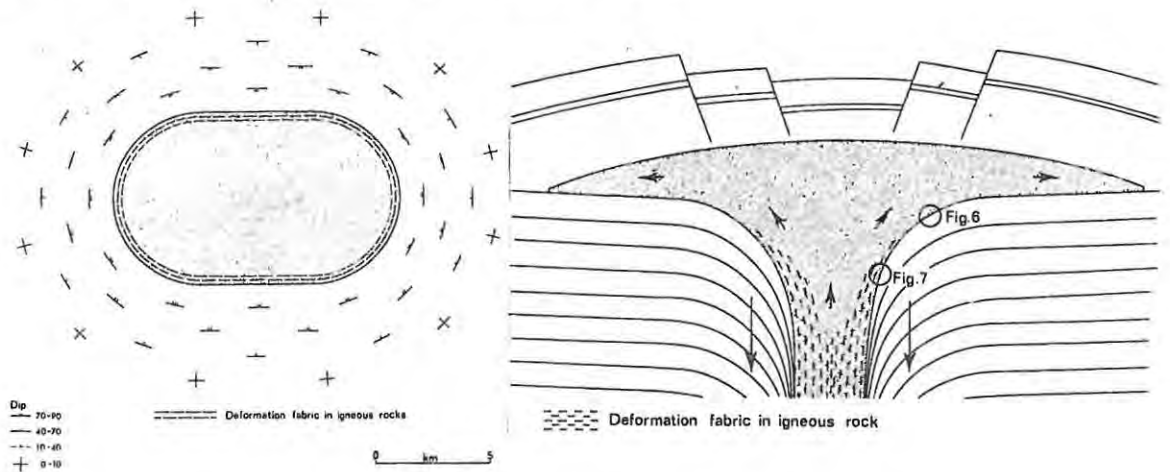 Dip
70-90
40-70
10-40
0-10
Deformation fabric in igneous rocks
0 km 5
Fig.6
Fig.7
Deformation fabric in igneous rock